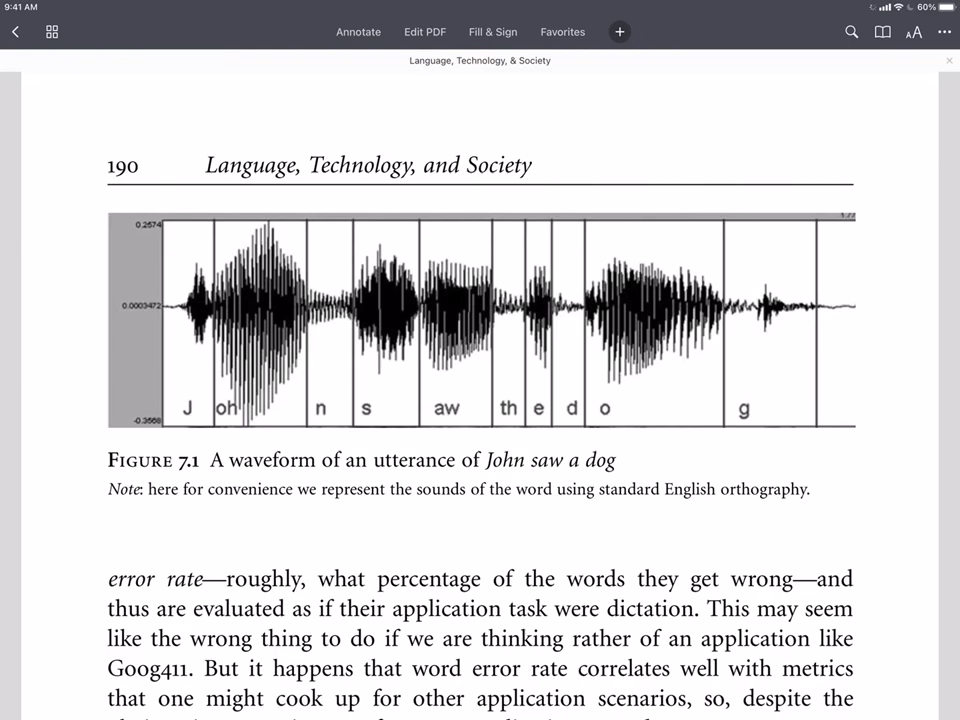 9:41 AM
60%
Annotate Edit PDF Fill & Sign Favorites
AA
Language, Technology, & Society
190 Language, Technology, and Society
0.2574
0.0003472
-0.3568
J oh n s aw th e d o g
FIGURE 7.1 A waveform of an utterance of John saw a dog
Note: here for convenience we represent the sounds of the word using standard English orthography.
error rate—roughly, what percentage of the words they get wrong—and
thus are evaluated as if their application task were dictation. This may seem
like the wrong thing to do if we are thinking rather of an application like
Goog411. But it happens that word error rate correlates well with metrics
that one might cook up for other application scenarios, so, despite the